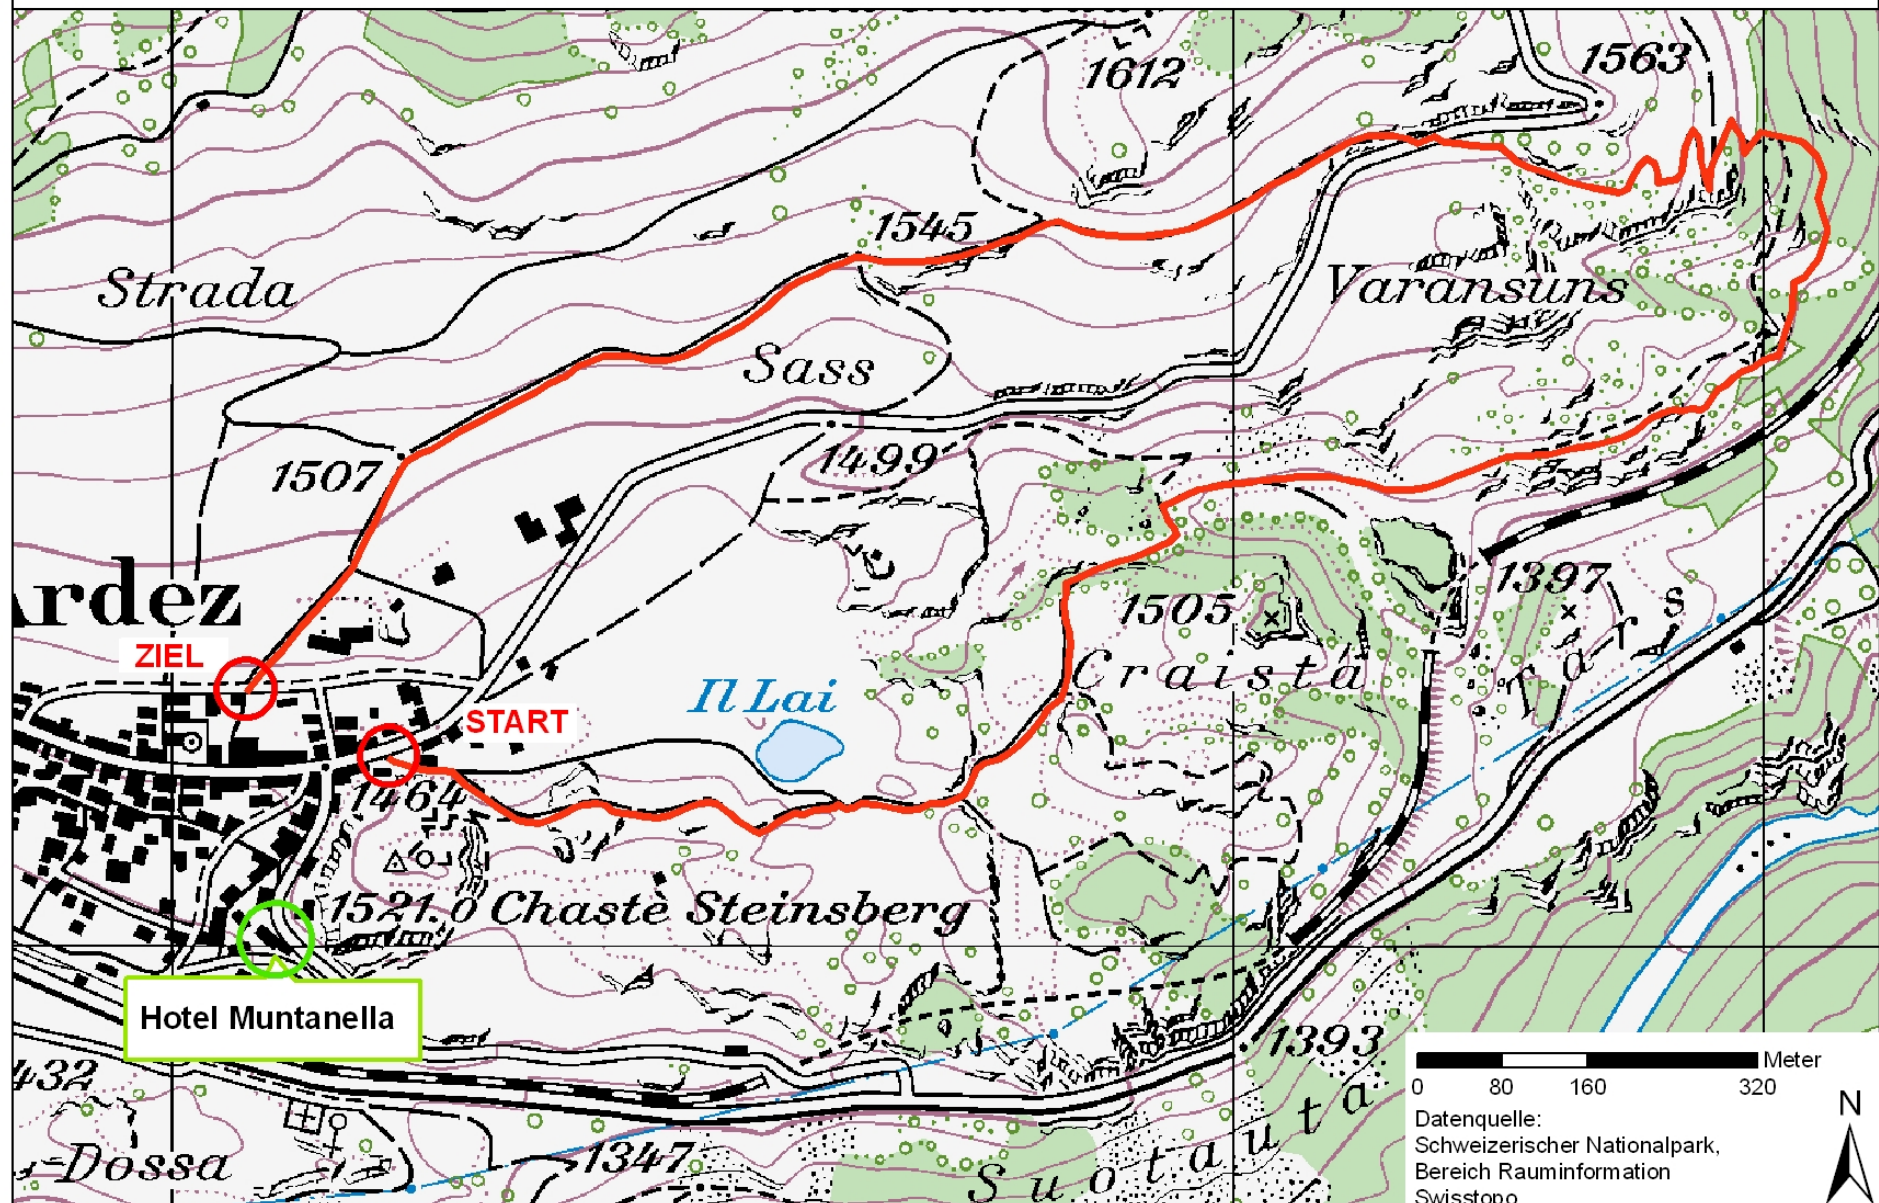 1563
1612
1545
Strada
Varansuns
Sass
1507
1499
Ardez
1397
1505
ZIEL
Craista
Tars
Il Lai
START
1464
1521.0 Chastè Steinsberg
Hotel Muntanella
1393
432
Meter
0 80 160 320
N
Datenquelle:
Schweizerischer Nationalpark,
Bereich Rauminformation
Swisstopo
Dossa
1347
Suotauta